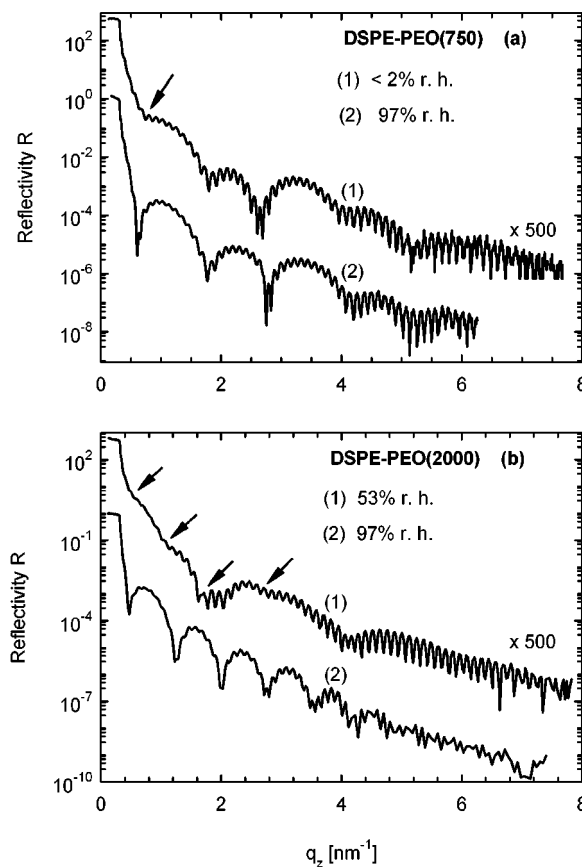 DSPE-PEO(750) (a)
(1) < 2% r. h.
(2) 97% r. h.
Reflectivity R
10^2
10^0
10^-2
10^-4
10^-6
10^-8
(1)
x 500
(2)
0 2 4 6 8
DSPE-PEO(2000) (b)
(1) 53% r. h.
(2) 97% r. h.
Reflectivity R
10^2
10^-1
10^-4
10^-7
10^-10
(1)
x 500
(2)
0 2 4 6 8
q_z [nm^-1]